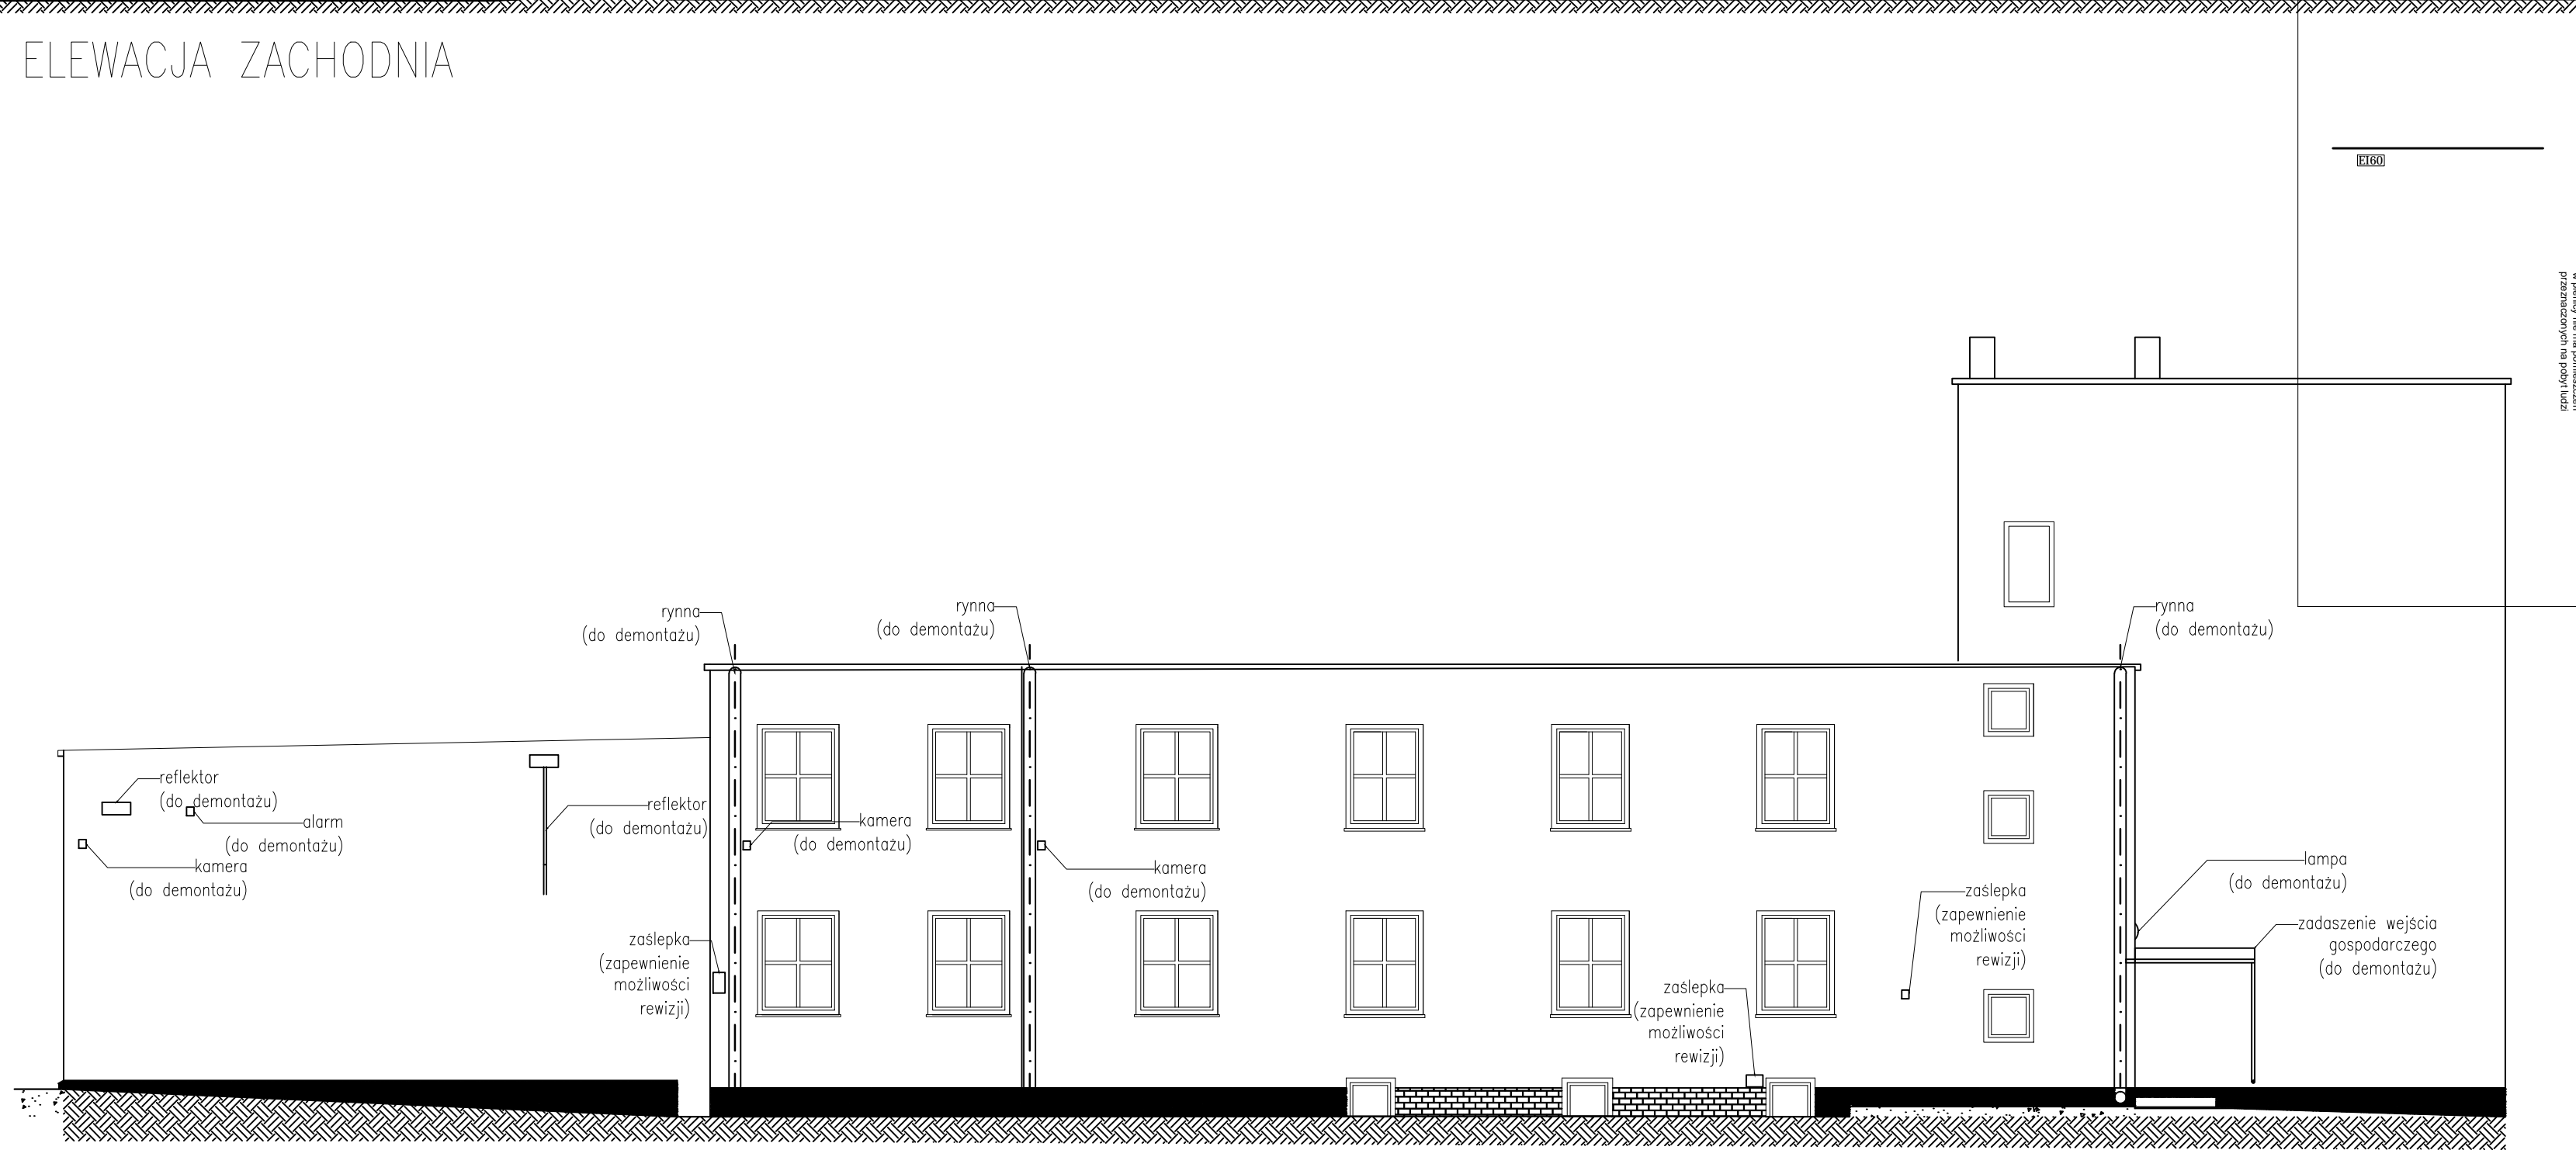 ELEWACJA ZACHODNIA
EI60
przeznaczonych na pobyt ludzi
rynna
(do demontażu)
rynna
(do demontażu)
rynna
(do demontażu)
reflektor
(do demontażu)
alarm
(do demontażu)
kamera
(do demontażu)
reflektor
(do demontażu)
kamera
(do demontażu)
kamera
(do demontażu)
zaślepka
(zapewnienie
możliwości
rewizji)
zaślepka
(zapewnienie
możliwości
rewizji)
zaślepka
(zapewnienie
możliwości
rewizji)
lampa
(do demontażu)
zadaszenie wejścia
gospodarczego
(do demontażu)